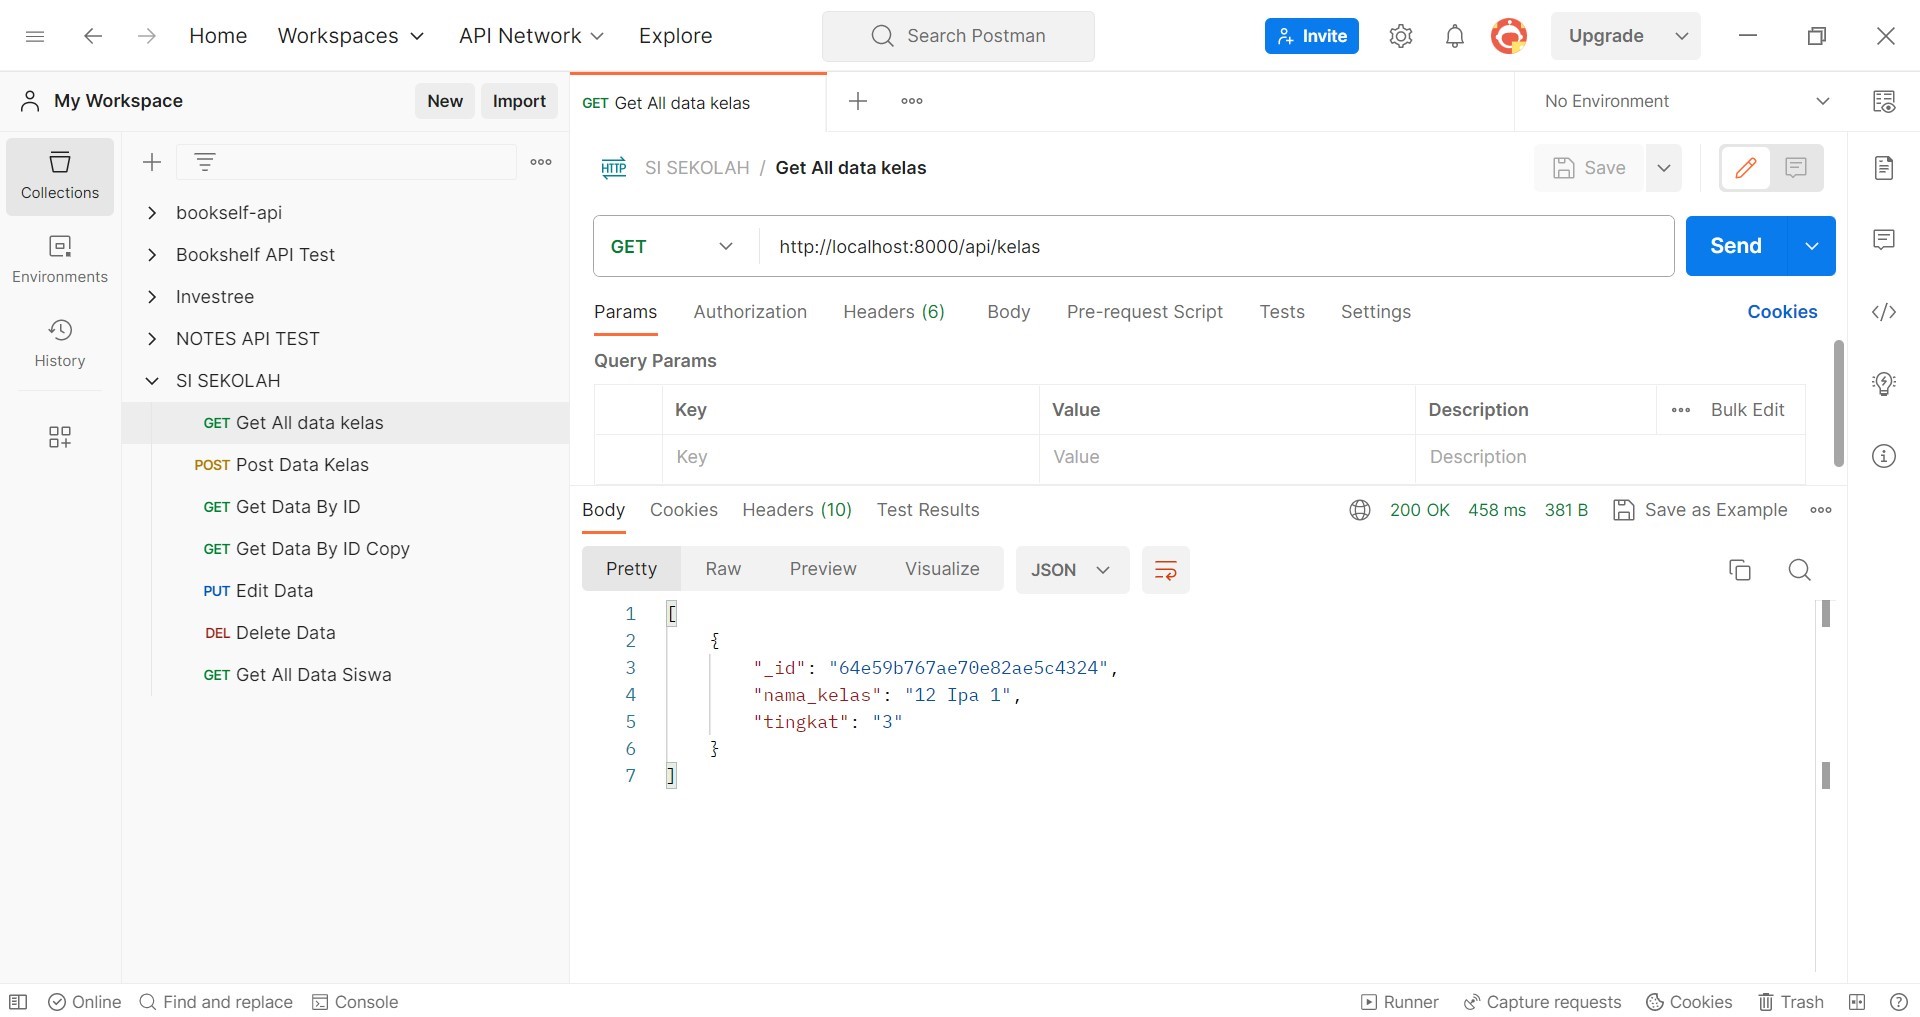 Home Workspaces API Network Explore Search Postman Invite Upgrade
My Workspace New Import GET Get All data kelas No Environment
Collections
Environments
History
bookself-api
Bookshelf API Test
Investree
NOTES API TEST
SI SEKOLAH
GET Get All data kelas
POST Post Data Kelas
GET Get Data By ID
GET Get Data By ID Copy
PUT Edit Data
DEL Delete Data
GET Get All Data Siswa
HTTP SI SEKOLAH / Get All data kelas Save
GET http://localhost:8000/api/kelas Send
Params Authorization Headers (6) Body Pre-request Script Tests Settings Cookies
Query Params
Key Value Description Bulk Edit
Key Value Description
Body Cookies Headers (10) Test Results 200 OK 458 ms 381 B Save as Example
Pretty Raw Preview Visualize JSON
1 [
2 {
3 "_id": "64e59b767ae70e82ae5c4324",
4 "nama_kelas": "12 Ipa 1",
5 "tingkat": "3"
6 }
7 ]
Online Find and replace Console Runner Capture requests Cookies Trash